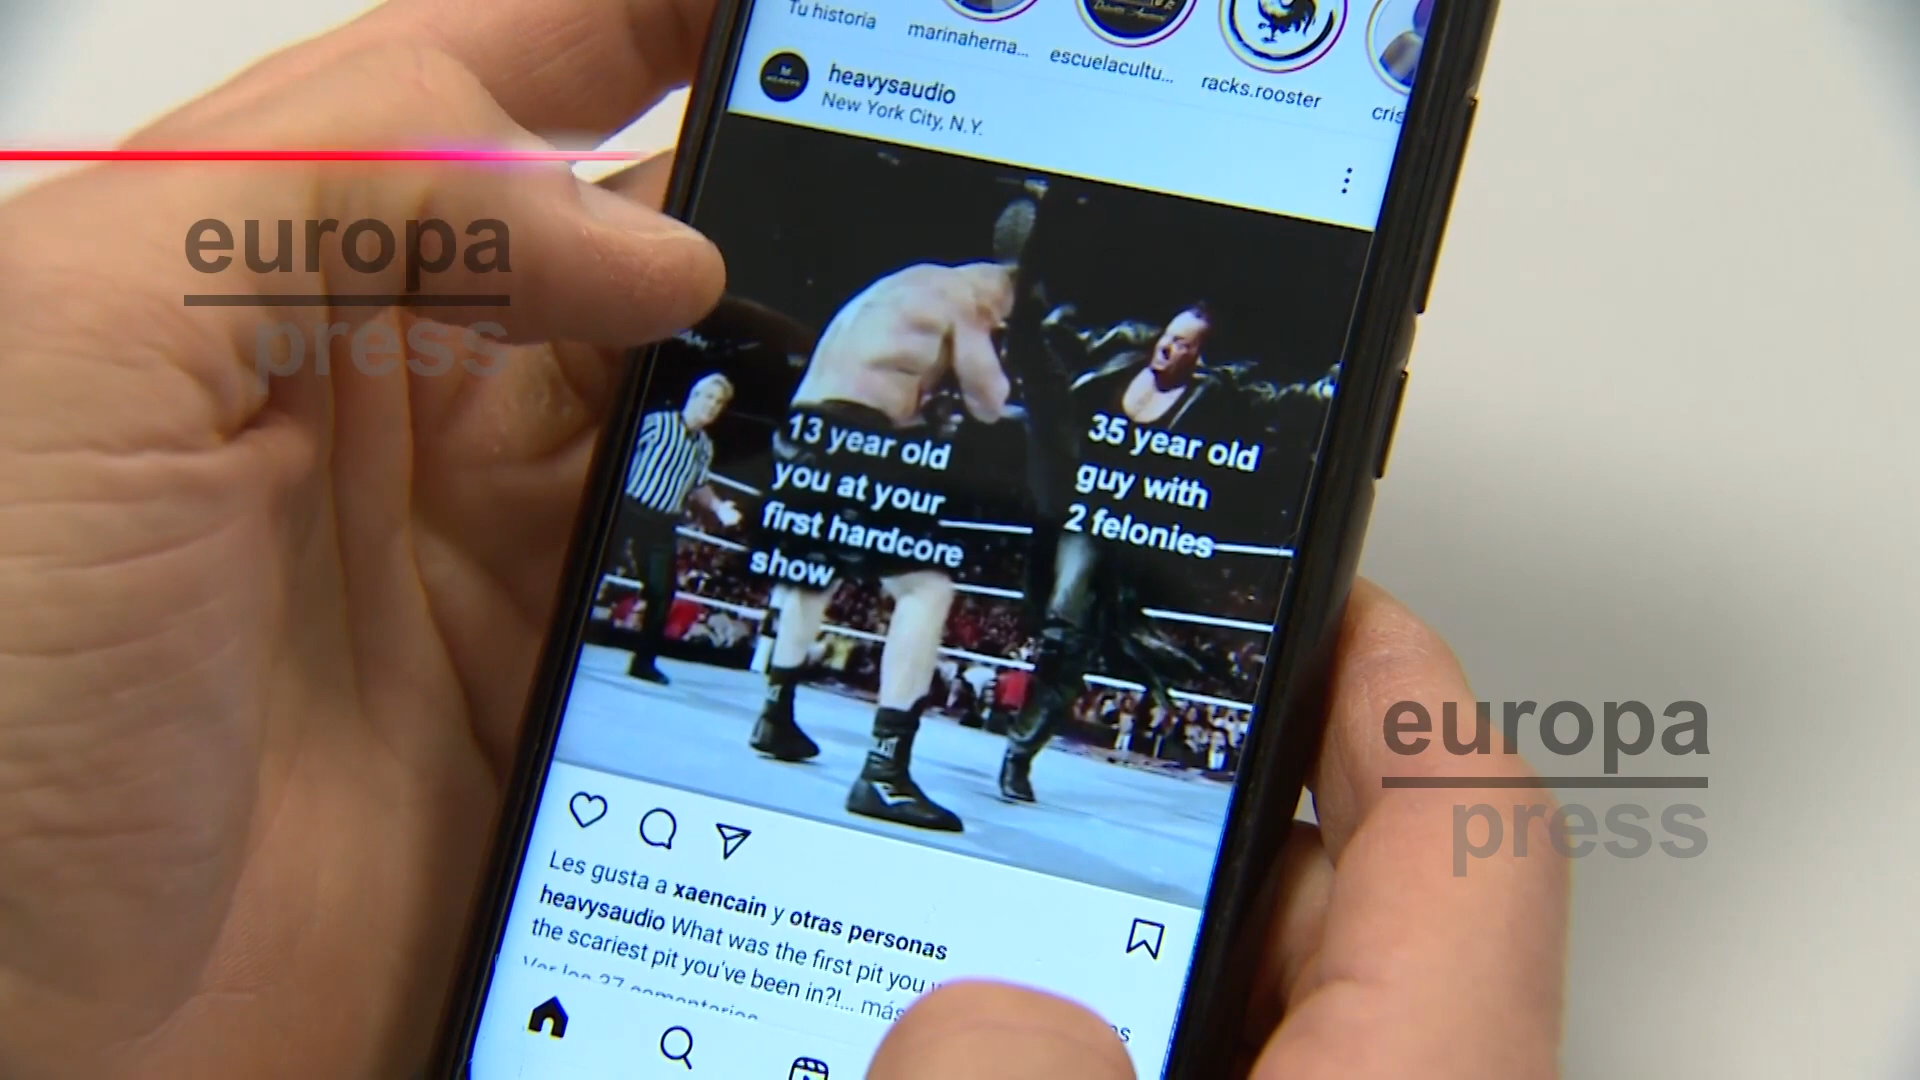 Tu historia
marinaherna...
escuelacultu...
racks.rooster
cris
heavysaudio
New York City, N.Y.
europa
press
13 year old
you at your
first hardcore
show
35 year old
guy with
2 felonies
europa
press
Les gusta a xaencain y otras personas
heavysaudio What was the first pit you
the scariest pit you've been in?!... más